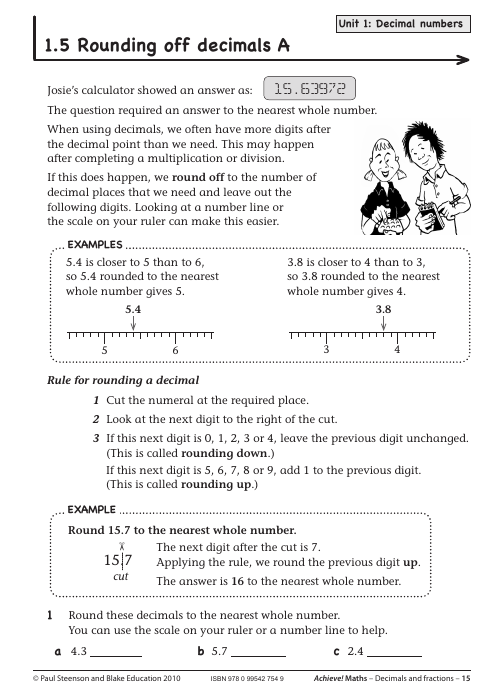 Unit 1: Decimal numbers
1.5 Rounding off decimals A
Josie's calculator showed an answer as: 15.63972
The question required an answer to the nearest whole number.
When using decimals, we often have more digits after
the decimal point than we need. This may happen
after completing a multiplication or division.
If this does happen, we round off to the number of
decimal places that we need and leave out the
following digits. Looking at a number line or
the scale on your ruler can make this easier.
EXAMPLES
5.4 is closer to 5 than to 6,
so 5.4 rounded to the nearest
whole number gives 5.
5.4
5 6
3.8 is closer to 4 than to 3,
so 3.8 rounded to the nearest
whole number gives 4.
3.8
3 4
Rule for rounding a decimal
1 Cut the numeral at the required place.
2 Look at the next digit to the right of the cut.
3 If this next digit is 0, 1, 2, 3 or 4, leave the previous digit unchanged.
(This is called rounding down.)
If this next digit is 5, 6, 7, 8 or 9, add 1 to the previous digit.
(This is called rounding up.)
EXAMPLE
Round 15.7 to the nearest whole number.
15.7
cut
The next digit after the cut is 7.
Applying the rule, we round the previous digit up.
The answer is 16 to the nearest whole number.
1 Round these decimals to the nearest whole number.
You can use the scale on your ruler or a number line to help.
a 4.3 ________ b 5.7 ________ c 2.4 ________
© Paul Steenson and Blake Education 2010 ISBN 978 0 99542 754 9 Achieve! Maths – Decimals and fractions – 15